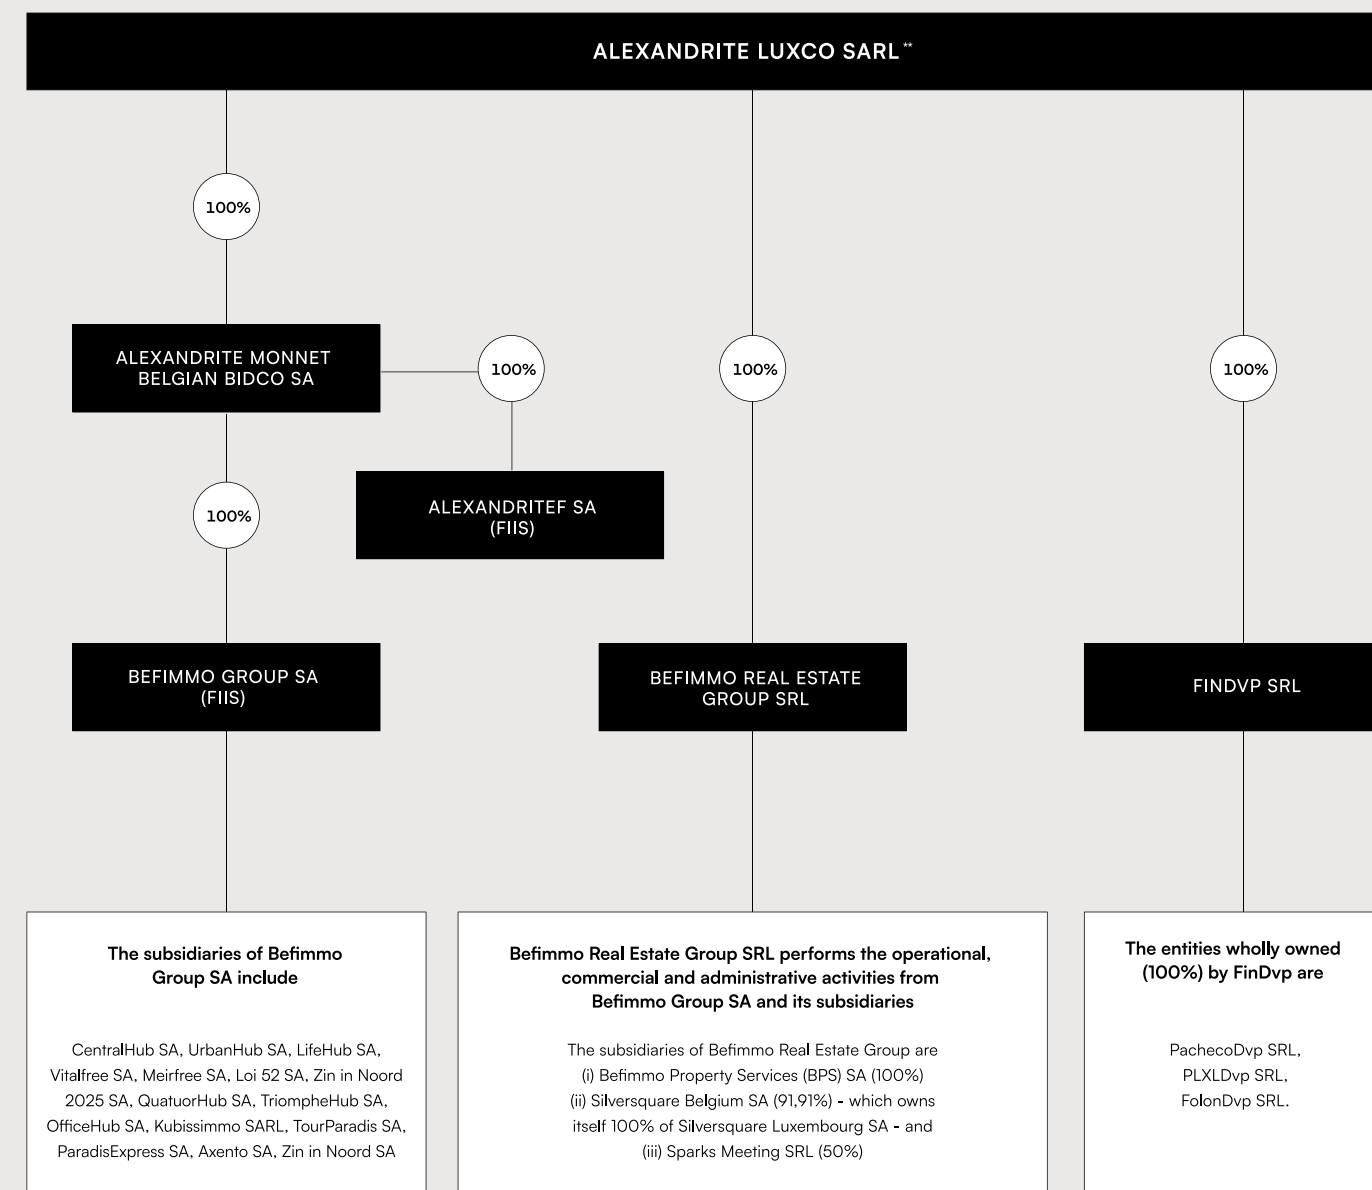 ALEXANDRITE LUXCO SARL**
100%
ALEXANDRITE MONNET
BELGIAN BIDCO SA
100%
100%
100%
100%
ALEXANDRITEF SA
(FIIS)
BEFIMMO GROUP SA
(FIIS)
BEFIMMO REAL ESTATE
GROUP SRL
FINDVP SRL
The subsidiaries of Befimmo
Group SA include
CentralHub SA, UrbanHub SA, LifeHub SA,
Vitalfree SA, Meirfree SA, Loi 52 SA, Zin in Noord
2025 SA, QuatuorHub SA, TriompheHub SA,
OfficeHub SA, Kubissimmo SARL, TourParadis SA,
ParadisExpress SA, Axento SA, Zin in Noord SA
Befimmo Real Estate Group SRL performs the operational,
commercial and administrative activities from
Befimmo Group SA and its subsidiaries
The subsidiaries of Befimmo Real Estate Group are
(i) Befimmo Property Services (BPS) SA (100%)
(ii) Silversquare Belgium SA (91,91%) - which owns
itself 100% of Silversquare Luxembourg SA - and
(iii) Sparks Meeting SRL (50%)
The entities wholly owned
(100%) by FinDvp are
PachecoDvp SRL,
PLXLDvp SRL,
FolonDvp SRL.